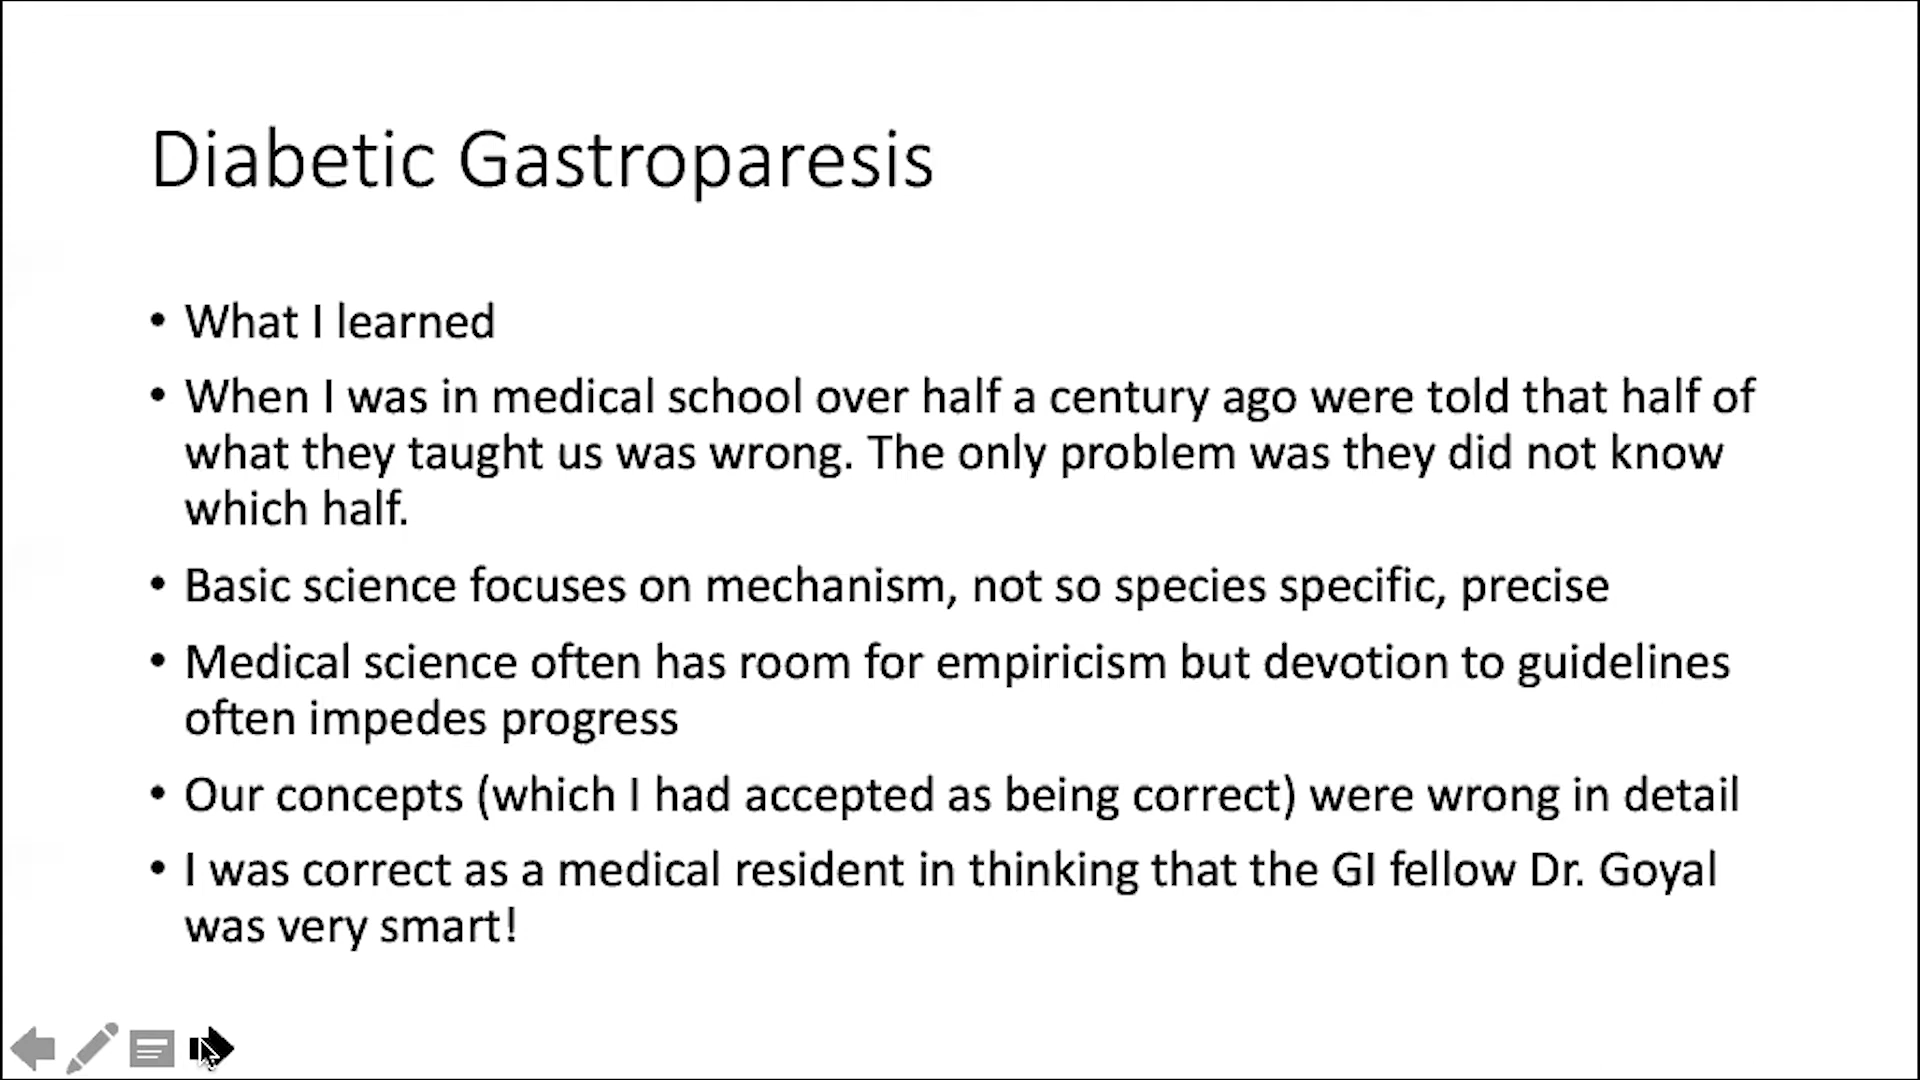 Diabetic Gastroparesis
• What I learned
• When I was in medical school over half a century ago were told that half of
what they taught us was wrong. The only problem was they did not know
which half.
• Basic science focuses on mechanism, not so species specific, precise
• Medical science often has room for empiricism but devotion to guidelines
often impedes progress
• Our concepts (which I had accepted as being correct) were wrong in detail
• I was correct as a medical resident in thinking that the GI fellow Dr. Goyal
was very smart!